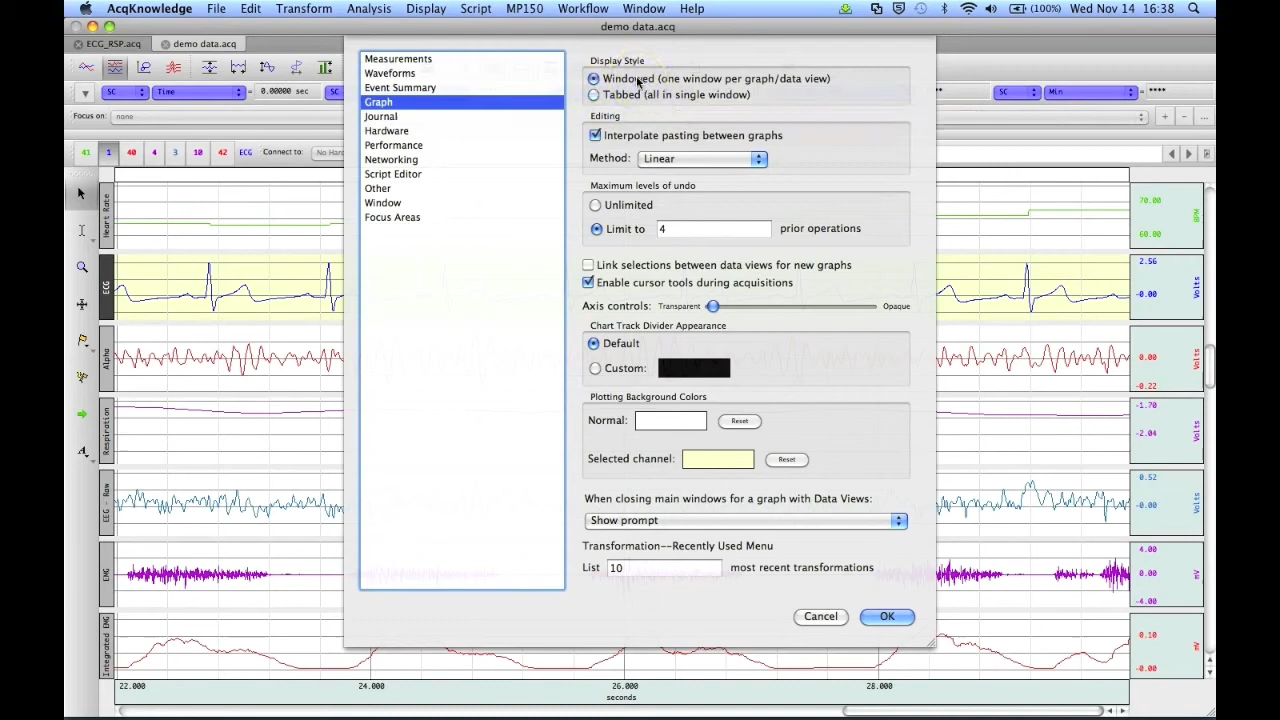 AcqKnowledge File Edit Transform Analysis Display Script MP150 Workflow Window Help (100%) Wed Nov 14 16:38
demo data.acq
ECG_RSP.acq demo data.acq
SC Time = 0.00000 sec SC SC Min = ****
Focus on: none
41 1 40 4 3 10 42 ECG Connect to: No Har
Measurements
Waveforms
Event Summary
Graph
Journal
Hardware
Performance
Networking
Script Editor
Other
Window
Focus Areas
Display Style
Windowed (one window per graph/data view)
Tabbed (all in single window)
Editing
Interpolate pasting between graphs
Method: Linear
Maximum levels of undo
Unlimited
Limit to 4 prior operations
Link selections between data views for new graphs
Enable cursor tools during acquisitions
Axis controls: Transparent Opaque
Chart Track Divider Appearance
Default
Custom:
Plotting Background Colors
Normal: Reset
Selected channel: Reset
When closing main windows for a graph with Data Views:
Show prompt
Transformation--Recently Used Menu
List 10 most recent transformations
Cancel OK
Heart Rate
70.00
60.00
BPM
ECG
2.56
-0.00
Volts
Alpha
0.00
-0.22
Volts
Respiration
-1.70
-2.04
Volts
EEG Raw
0.52
-0.00
Volts
EMG
4.00
0.00
-4.00
mV
Integrated EMG
0.10
-0.00
mV
22.000 24.000 26.000 28.000
seconds